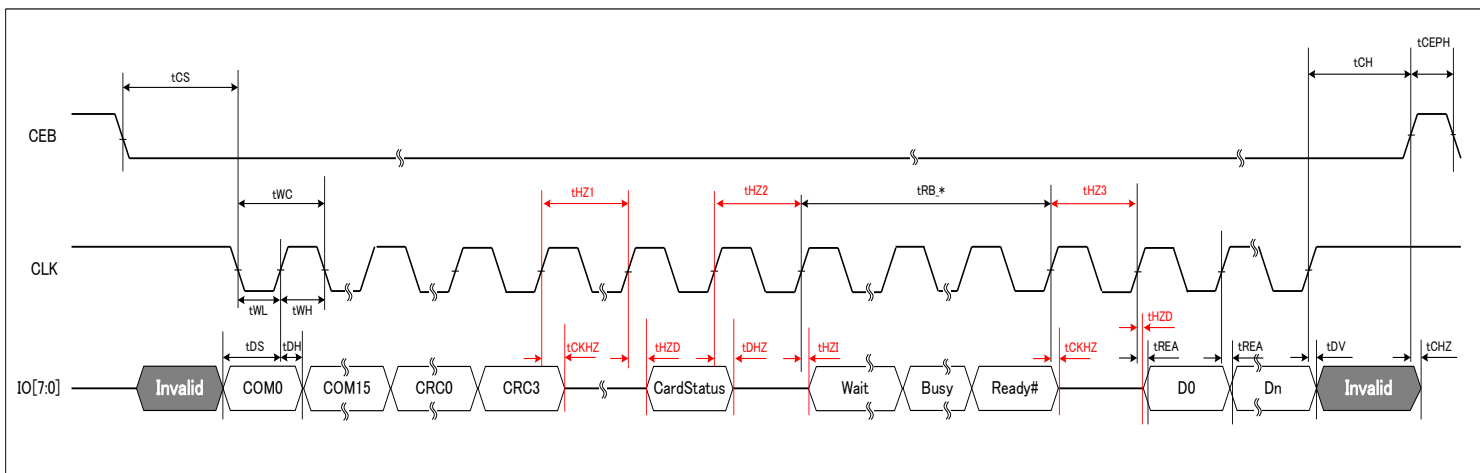 tCEPH
tCS
tCH
CEB
tWC
tHZ1
tHZ2
tRB_*
tHZ3
CLK
tWL
tWH
tHZD
tDS
tDH
tCKHZ
tHZD
tDHZ
tHZI
tCKHZ
tREA
tREA
tDV
tCHZ
IO[7:0]
Invalid
COM0
COM15
CRC0
CRC3
CardStatus
Wait
Busy
Ready#
D0
Dn
Invalid